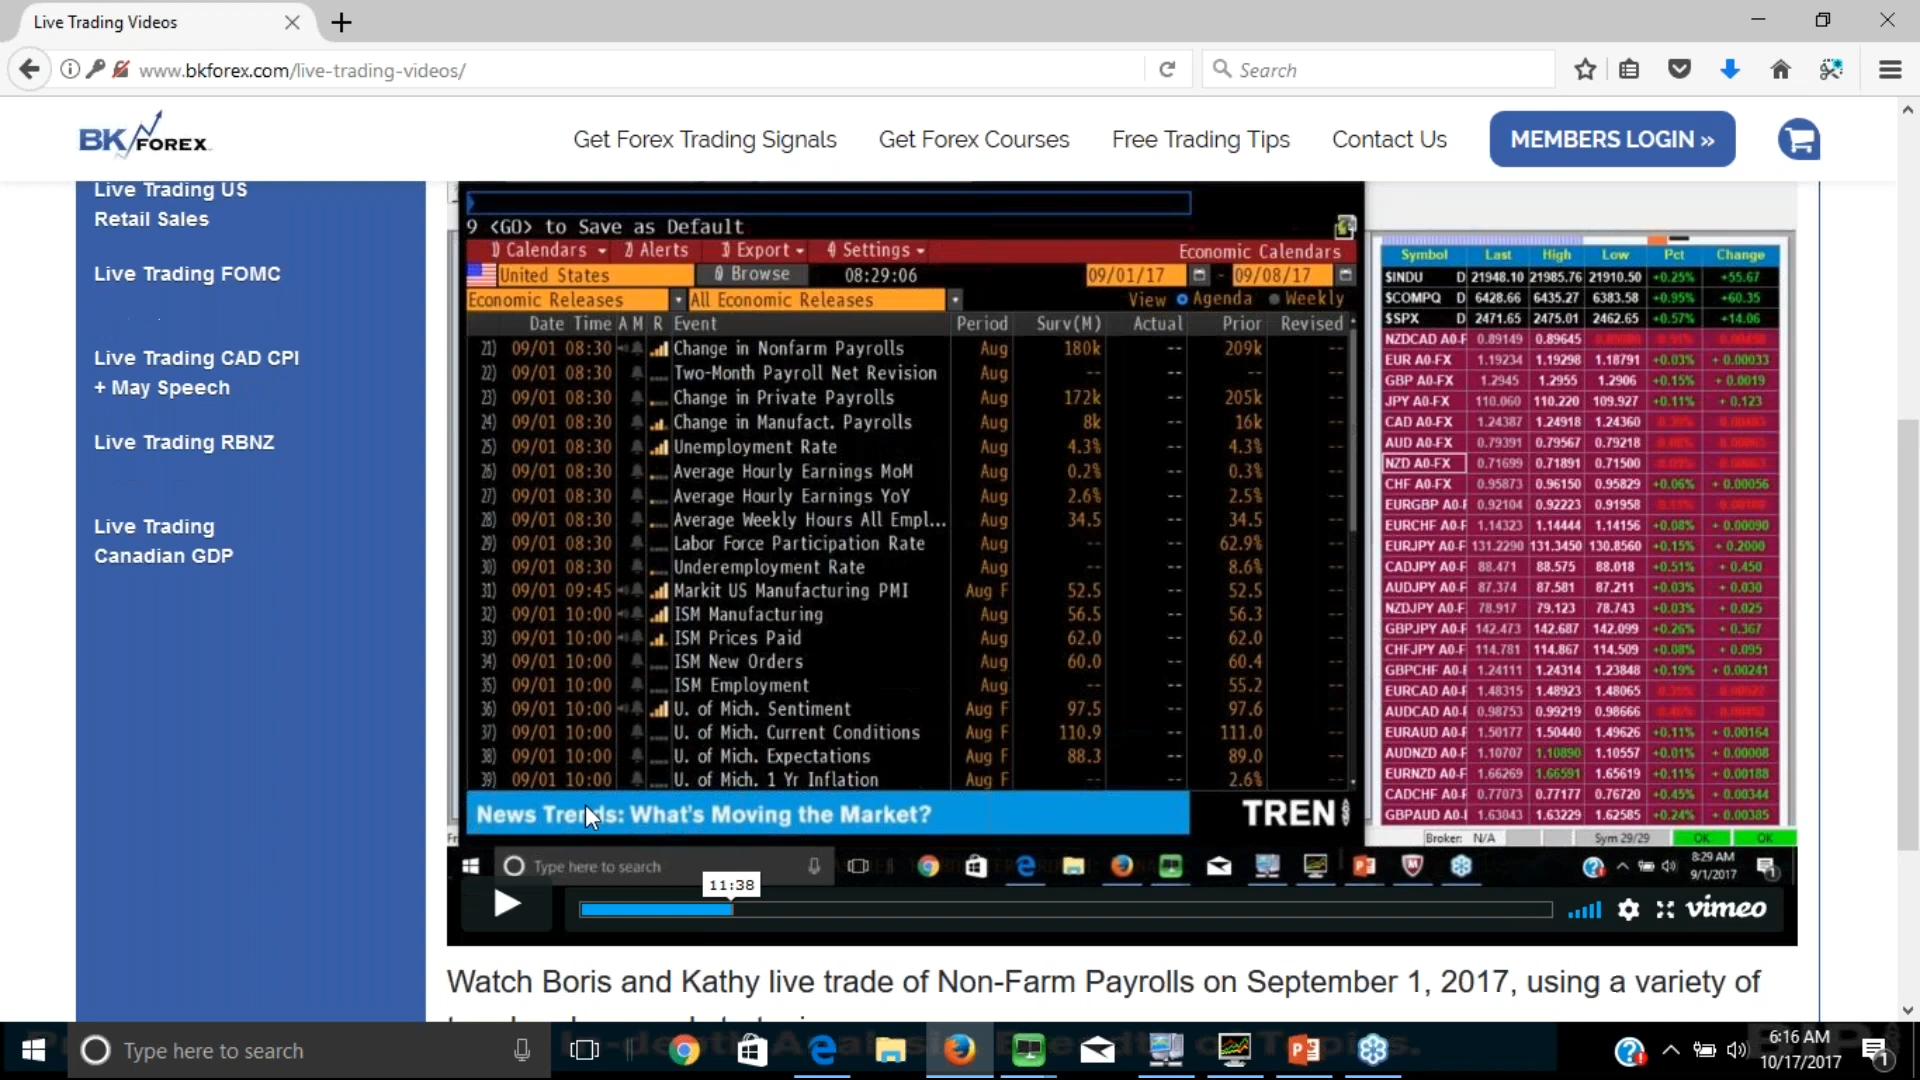 Live Trading Videos
www.bkforex.com/live-trading-videos/
Search
BK FOREX
Get Forex Trading Signals
Get Forex Courses
Free Trading Tips
Contact Us
MEMBERS LOGIN »
Live Trading US
Retail Sales
Live Trading FOMC
Live Trading CAD CPI
+ May Speech
Live Trading RBNZ
Live Trading
Canadian GDP
9 <GO> to Save as Default
Calendars Alerts Export Settings Economic Calendars
United States Browse 08:29:06 09/01/17 - 09/08/17
Economic Releases All Economic Releases View Agenda Weekly
Date Time A M R Event Period Surv(M) Actual Prior Revised
21) 09/01 08:30 Change in Nonfarm Payrolls Aug 180k -- 209k --
22) 09/01 08:30 Two-Month Payroll Net Revision Aug -- -- -- --
23) 09/01 08:30 Change in Private Payrolls Aug 172k -- 205k --
24) 09/01 08:30 Change in Manufact. Payrolls Aug 8k -- 16k --
25) 09/01 08:30 Unemployment Rate Aug 4.3% -- 4.3% --
26) 09/01 08:30 Average Hourly Earnings MoM Aug 0.2% -- 0.3% --
27) 09/01 08:30 Average Hourly Earnings YoY Aug 2.6% -- 2.5% --
28) 09/01 08:30 Average Weekly Hours All Empl... Aug 34.5 -- 34.5 --
29) 09/01 08:30 Labor Force Participation Rate Aug -- -- 62.9% --
30) 09/01 08:30 Underemployment Rate Aug -- -- 8.6% --
31) 09/01 09:45 Markit US Manufacturing PMI Aug F 52.5 -- 52.5 --
32) 09/01 10:00 ISM Manufacturing Aug 56.5 -- 56.3 --
33) 09/01 10:00 ISM Prices Paid Aug 62.0 -- 62.0 --
34) 09/01 10:00 ISM New Orders Aug 60.0 -- 60.4 --
35) 09/01 10:00 ISM Employment Aug -- -- 55.2 --
36) 09/01 10:00 U. of Mich. Sentiment Aug F 97.5 -- 97.6 --
37) 09/01 10:00 U. of Mich. Current Conditions Aug F 110.9 -- 111.0 --
38) 09/01 10:00 U. of Mich. Expectations Aug F 88.3 -- 89.0 --
39) 09/01 10:00 U. of Mich. 1 Yr Inflation Aug F -- -- 2.6% --
News Trends: What's Moving the Market? TREN
Symbol Last High Low Pct Change
$INDU D 21948.10 21985.76 21910.50 +0.25% +55.67
$COMPQ D 6428.66 6435.27 6383.58 +0.95% +60.35
$SPX D 2471.65 2475.01 2462.65 +0.57% +14.06
NZDCAD A0-F 0.89149 0.89645
EUR A0-FX 1.19234 1.19298 1.18791 +0.03% + 0.00033
GBP A0-FX 1.2945 1.2955 1.2906 +0.15% + 0.0019
JPY A0-FX 110.060 110.220 109.927 +0.11% + 0.123
CAD A0-FX 1.24387 1.24918 1.24360
AUD A0-FX 0.79391 0.79567 0.79218
NZD A0-FX 0.71699 0.71891 0.71500
CHF A0-FX 0.95873 0.96150 0.95829 +0.06% + 0.00056
EURGBP A0-F 0.92104 0.92223 0.91958
EURCHF A0-F 1.14323 1.14444 1.14156 +0.08% + 0.00090
EURJPY A0-F 131.2290 131.3450 130.8560 +0.15% + 0.2000
CADJPY A0-F 88.471 88.575 88.018 +0.51% + 0.450
AUDJPY A0-F 87.374 87.581 87.211 +0.03% + 0.030
NZDJPY A0-F 78.917 79.123 78.743 +0.03% + 0.025
GBPJPY A0-F 142.473 142.687 142.099 +0.26% + 0.367
CHFJPY A0-F 114.781 114.867 114.509 +0.08% + 0.095
GBPCHF A0-F 1.24111 1.24314 1.23848 +0.19% + 0.00241
EURCAD A0-F 1.48315 1.48923 1.48065
AUDCAD A0-F 0.98753 0.99219 0.98666
EURAUD A0-F 1.50177 1.50440 1.49626 +0.11% + 0.00164
AUDNZD A0-F 1.10707 1.10890 1.10557 +0.01% + 0.00008
EURNZD A0-F 1.66269 1.66591 1.65619 +0.11% + 0.00188
CADCHF A0-F 0.77073 0.77177 0.76720 +0.45% + 0.00344
GBPAUD A0-F 1.63043 1.63229 1.62585 +0.24% + 0.00385
Broker: N/A Sym 29/29 OK OK
Type here to search
8:29 AM
9/1/2017
11:38
vimeo
Watch Boris and Kathy live trade of Non-Farm Payrolls on September 1, 2017, using a variety of
Type here to search
6:16 AM
10/17/2017